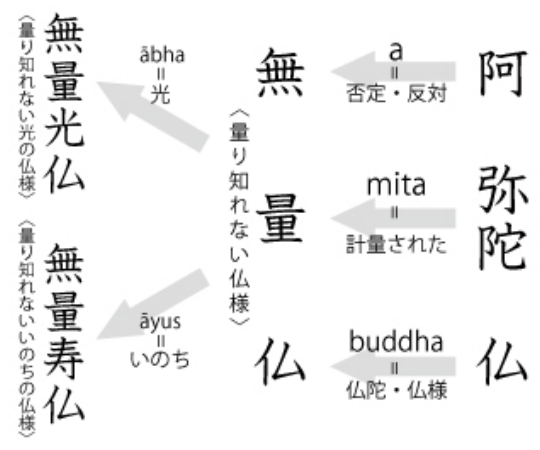 阿
弥陀
仏
a
=
否定・反対
mita
=
計量された
buddha
=
仏陀・仏様
無
量
仏
〈量り知れない仏様〉
ābha
=
光
āyus
=
いのち
無量光仏
〈量り知れない光の仏様〉
無量寿仏
〈量り知れないいのちの仏様〉